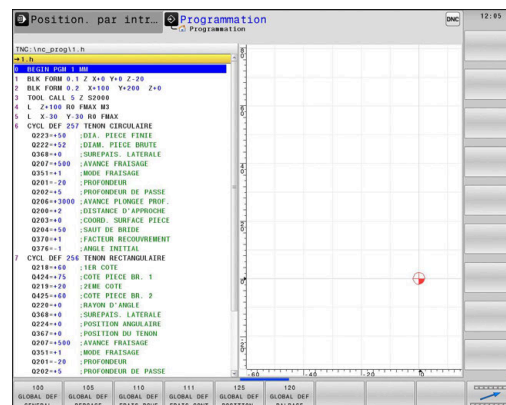 Position. par intr...
Programmation
Programmation
DNC
12:05
TNC:\nc_prog\1.h
→1.h
0 BEGIN PGM 1 MM
1 BLK FORM 0.1 Z X+0 Y+0 Z-20
2 BLK FORM 0.2 X+100 Y+200 Z+0
3 TOOL CALL 5 Z S2000
4 L Z+100 R0 FMAX M3
5 L X-30 Y-30 R0 FMAX
6 CYCL DEF 257 TENON CIRCULAIRE
Q223=+50 ;DIA. PIECE FINIE
Q222=+52 ;DIAM. PIECE BRUTE
Q368=+0 ;SUREPAIS. LATERALE
Q207=+500 ;AVANCE FRAISAGE
Q351=+1 ;MODE FRAISAGE
Q201=-20 ;PROFONDEUR
Q202=+5 ;PROFONDEUR DE PASSE
Q206=+3000 ;AVANCE PLONGEE PROF.
Q200=+2 ;DISTANCE D'APPROCHE
Q203=+0 ;COORD. SURFACE PIECE
Q204=+50 ;SAUT DE BRIDE
Q370=+1 ;FACTEUR RECOUVREMENT
Q376=-1 ;ANGLE INITIAL
7 CYCL DEF 256 TENON RECTANGULAIRE
Q218=+60 ;1ER COTE
Q424=+75 ;COTE PIECE BR. 1
Q219=+20 ;2EME COTE
Q425=+60 ;COTE PIECE BR. 2
Q220=+0 ;RAYON D'ANGLE
Q368=+0 ;SUREPAIS. LATERALE
Q224=+0 ;POSITION ANGULAIRE
Q367=+0 ;POSITION DU TENON
Q207=+500 ;AVANCE FRAISAGE
Q351=+1 ;MODE FRAISAGE
Q201=-20 ;PROFONDEUR
Q202=+5 ;PROFONDEUR DE PASSE
-60 -40 -20 0
100 105 110 111 125 120
GLOBAL DEF GLOBAL DEF GLOBAL DEF GLOBAL DEF GLOBAL DEF GLOBAL DEF